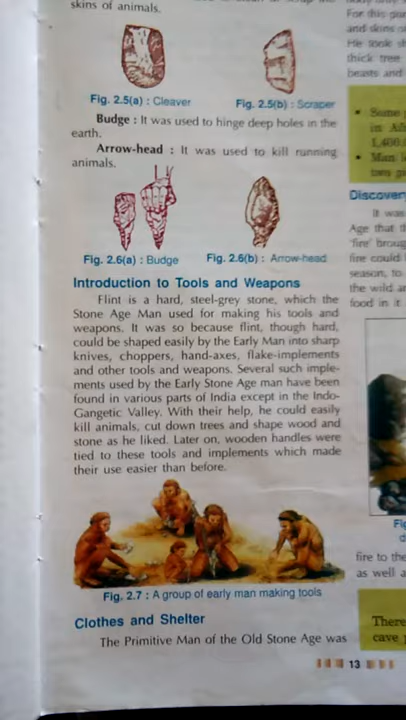 skins of animals.
Fig. 2.5(a) : Cleaver
Fig. 2.5(b) : Scraper
Budge : It was used to hinge deep holes in the
earth.
Arrow-head : It was used to kill running
animals.
Fig. 2.6(a) : Budge
Fig. 2.6(b) : Arrow-head
Introduction to Tools and Weapons
Flint is a hard, steel-grey stone, which the
Stone Age Man used for making his tools and
weapons. It was so because flint, though hard,
could be shaped easily by the Early Man into sharp
knives, choppers, hand-axes, flake-implements
and other tools and weapons. Several such imple-
ments used by the Early Stone Age man have been
found in various parts of India except in the Indo-
Gangetic Valley. With their help, he could easily
kill animals, cut down trees and shape wood and
stone as he liked. Later on, wooden handles were
tied to these tools and implements which made
their use easier than before.
Fig. 2.7 : A group of early man making tools
Clothes and Shelter
The Primitive Man of the Old Stone Age was
13
For this
and skins
He took
thick tree
beasts and
Some
in
1,400
Man
Discover
It was
Age that
'fire' broug
fire could
season, to
the wild
food in it
fire to the
as well a
There
cave